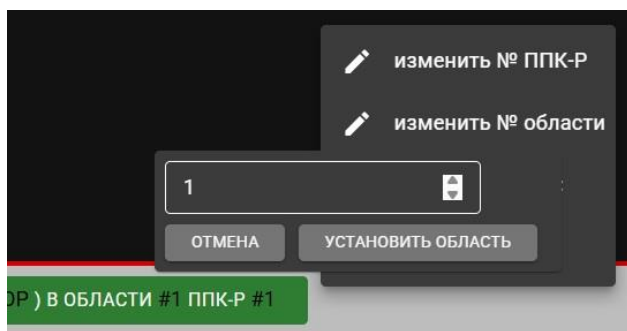 изменить № ППК-Р
изменить № области
1
ОТМЕНА
УСТАНОВИТЬ ОБЛАСТЬ
ОР ) В ОБЛАСТИ #1 ППК-Р #1